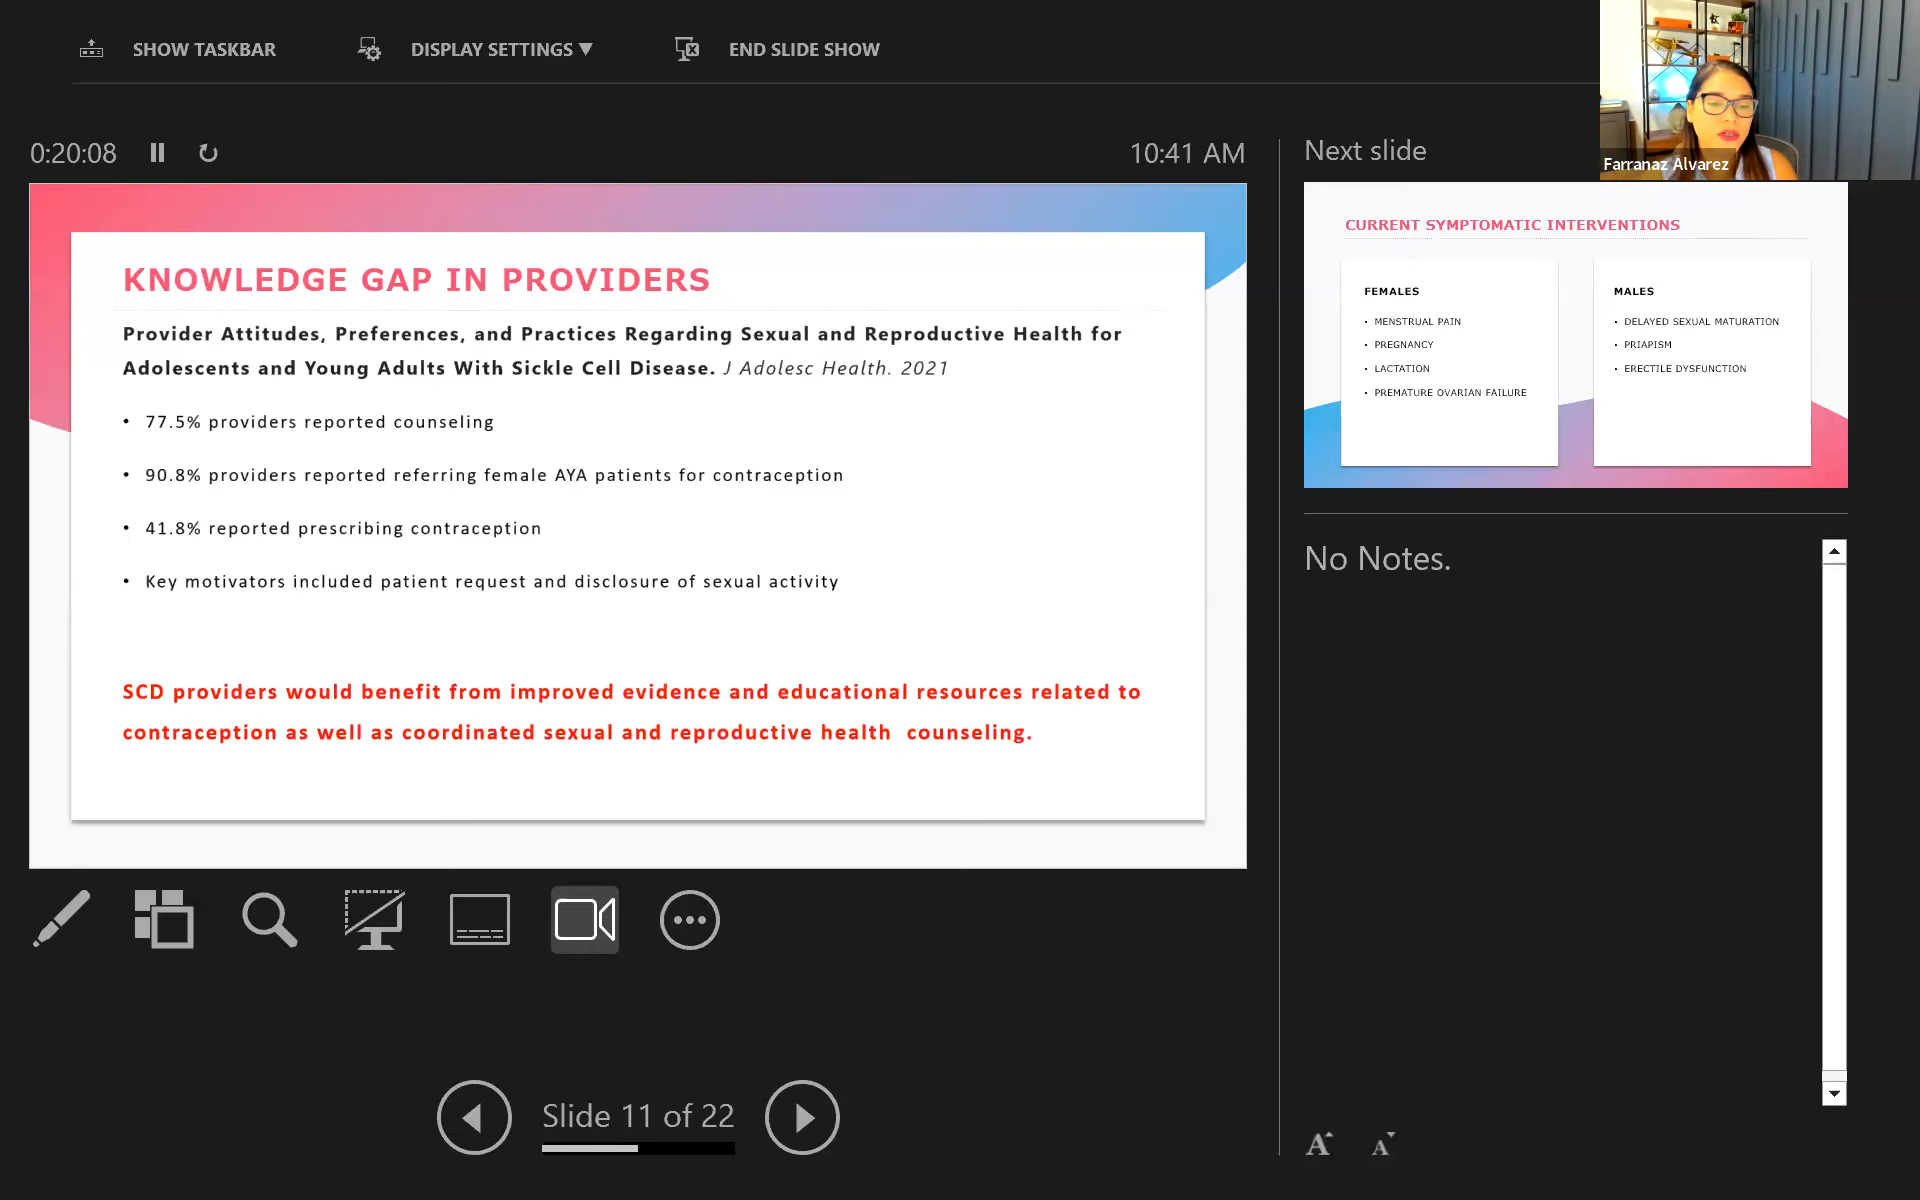 SHOW TASKBAR
DISPLAY SETTINGS ▼
END SLIDE SHOW
Farranaz Alvarez
0:20:08
10:41 AM
KNOWLEDGE GAP IN PROVIDERS
Provider Attitudes, Preferences, and Practices Regarding Sexual and Reproductive Health for
Adolescents and Young Adults With Sickle Cell Disease. J Adolesc Health. 2021
• 77.5% providers reported counseling
• 90.8% providers reported referring female AYA patients for contraception
• 41.8% reported prescribing contraception
• Key motivators included patient request and disclosure of sexual activity
SCD providers would benefit from improved evidence and educational resources related to
contraception as well as coordinated sexual and reproductive health counseling.
Slide 11 of 22
Next slide
CURRENT SYMPTOMATIC INTERVENTIONS
FEMALES
• MENSTRUAL PAIN
• PREGNANCY
• LACTATION
• PREMATURE OVARIAN FAILURE
MALES
• DELAYED SEXUAL MATURATION
• PRIAPISM
• ERECTILE DYSFUNCTION
No Notes.
A A